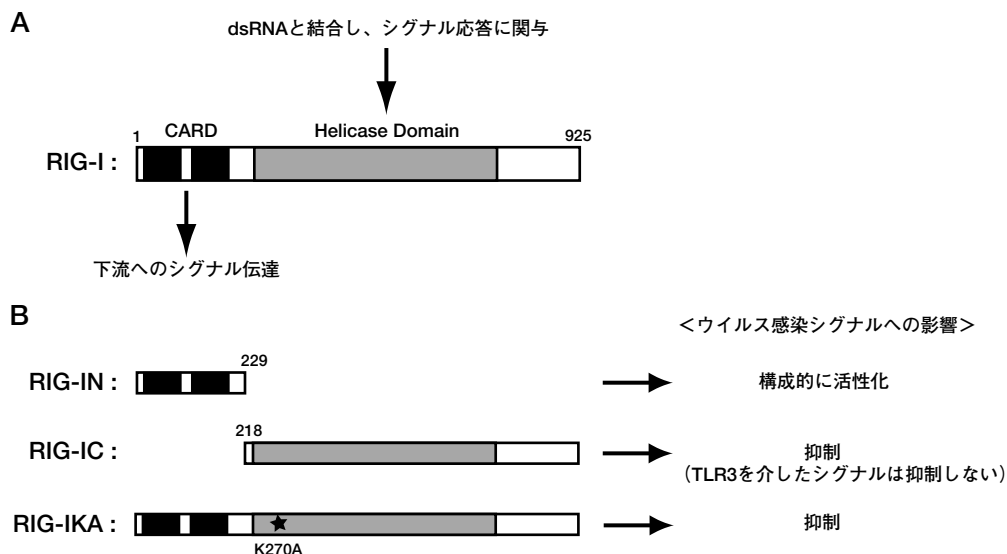 A
dsRNAと結合し、シグナル応答に関与
1 CARD Helicase Domain 925
RIG-I :
下流へのシグナル伝達
B
＜ウイルス感染シグナルへの影響＞
229
RIG-IN : 構成的に活性化
218
RIG-IC : 抑制
（TLR3を介したシグナルは抑制しない）
RIG-IKA : 抑制
K270A